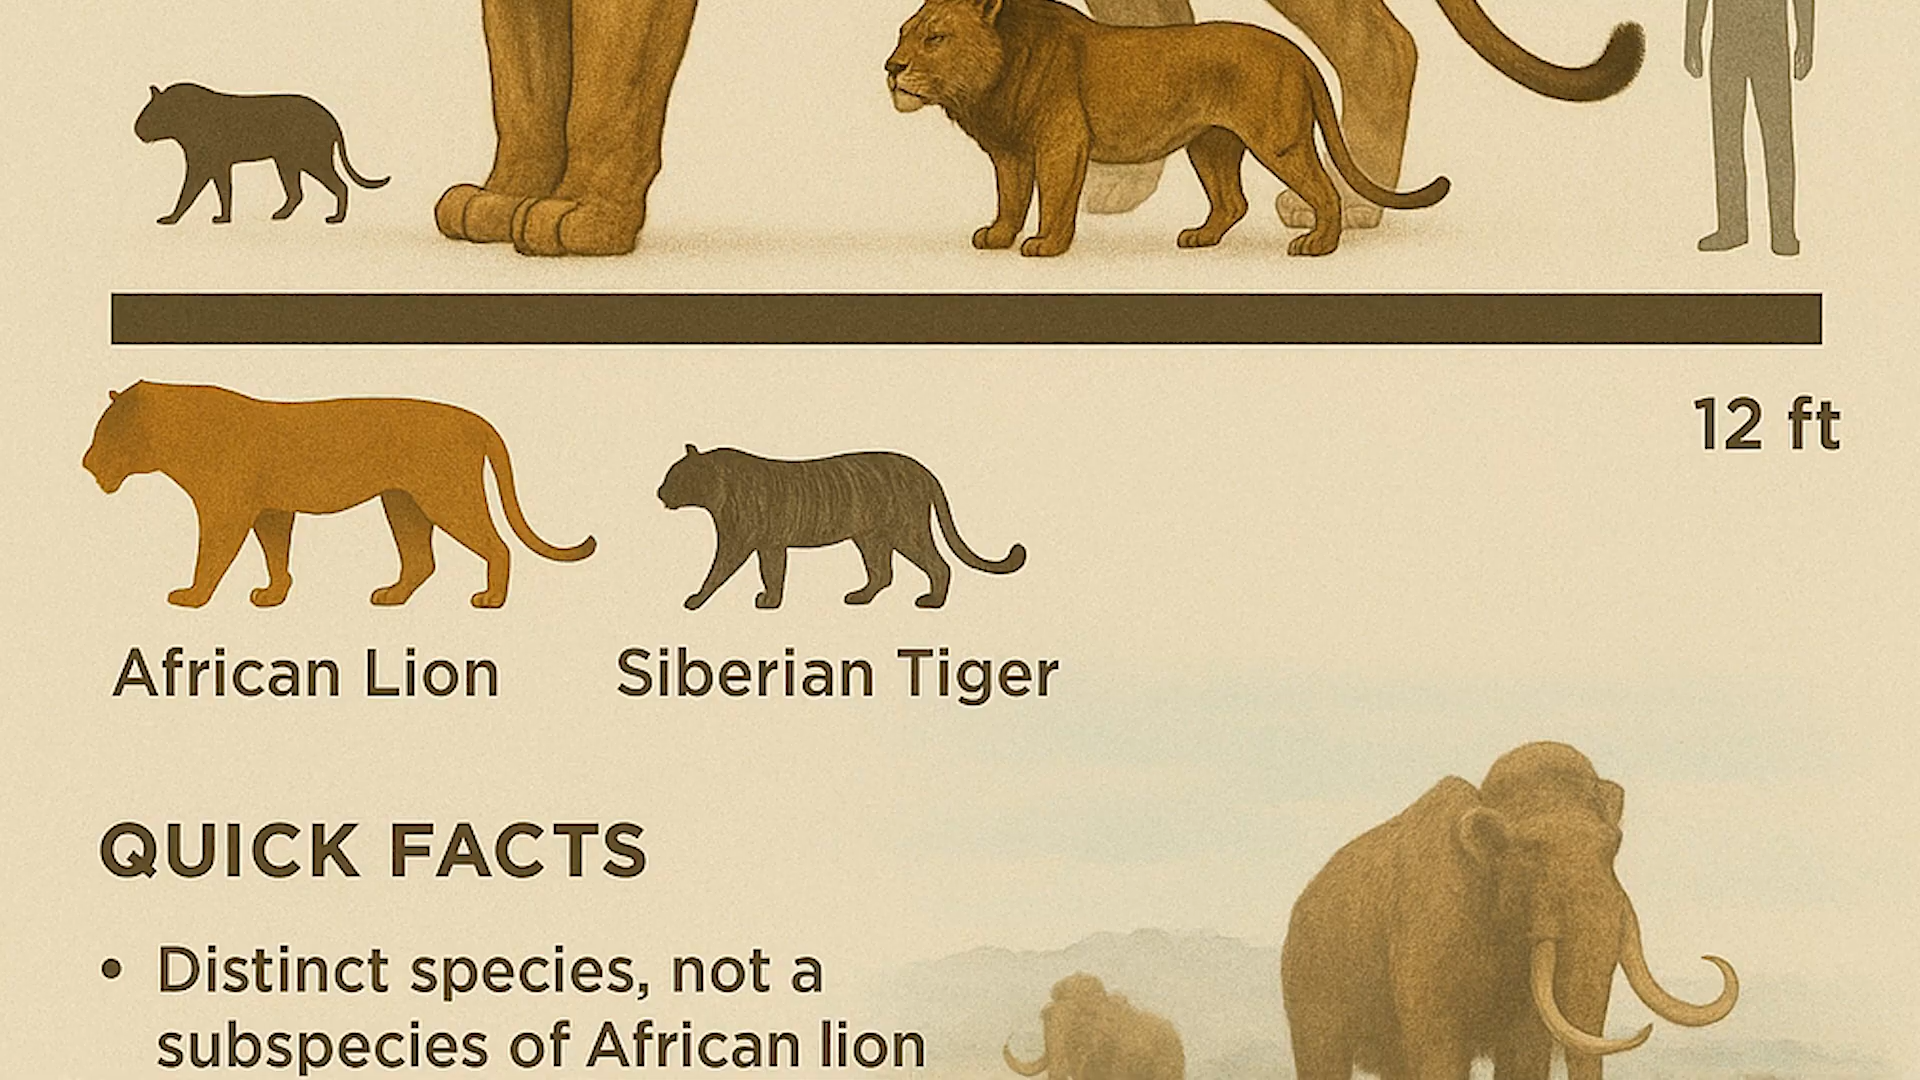 12 ft
African Lion
Siberian Tiger
QUICK FACTS
• Distinct species, not a
subspecies of African lion